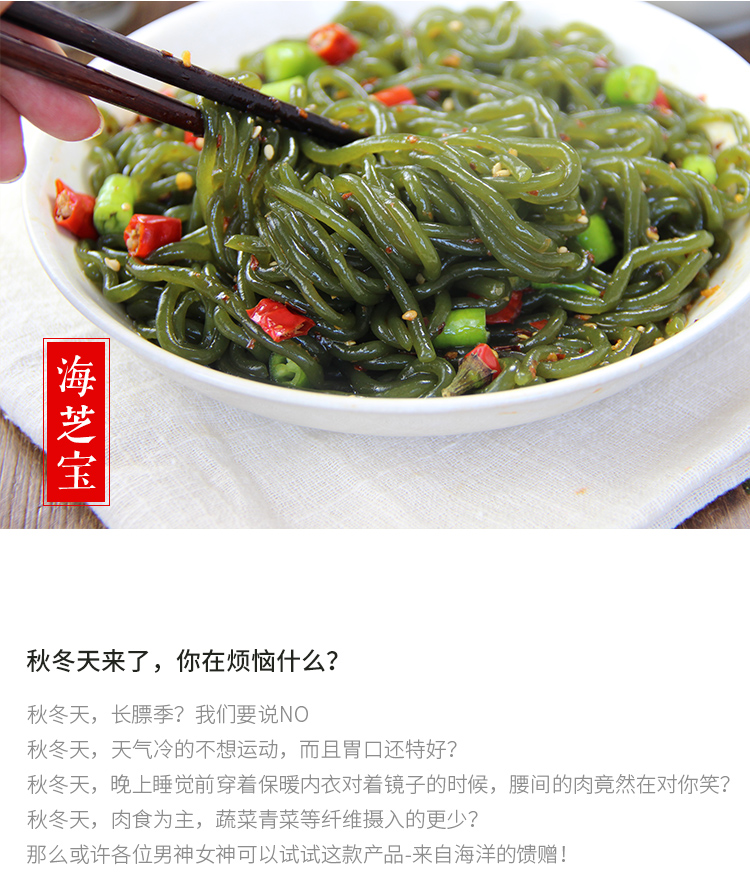 海芝宝
秋冬天来了，你在烦恼什么？
秋冬天，长膘季？我们要说NO
秋冬天，天气冷的不想运动，而且胃口还特好？
秋冬天，晚上睡觉前穿着保暖内衣对着镜子的时候，腰间的肉竟然在对你笑？
秋冬天，肉食为主，蔬菜青菜等纤维摄入的更少？
那么或许各位男神女神可以试试这款产品-来自海洋的馈赠！